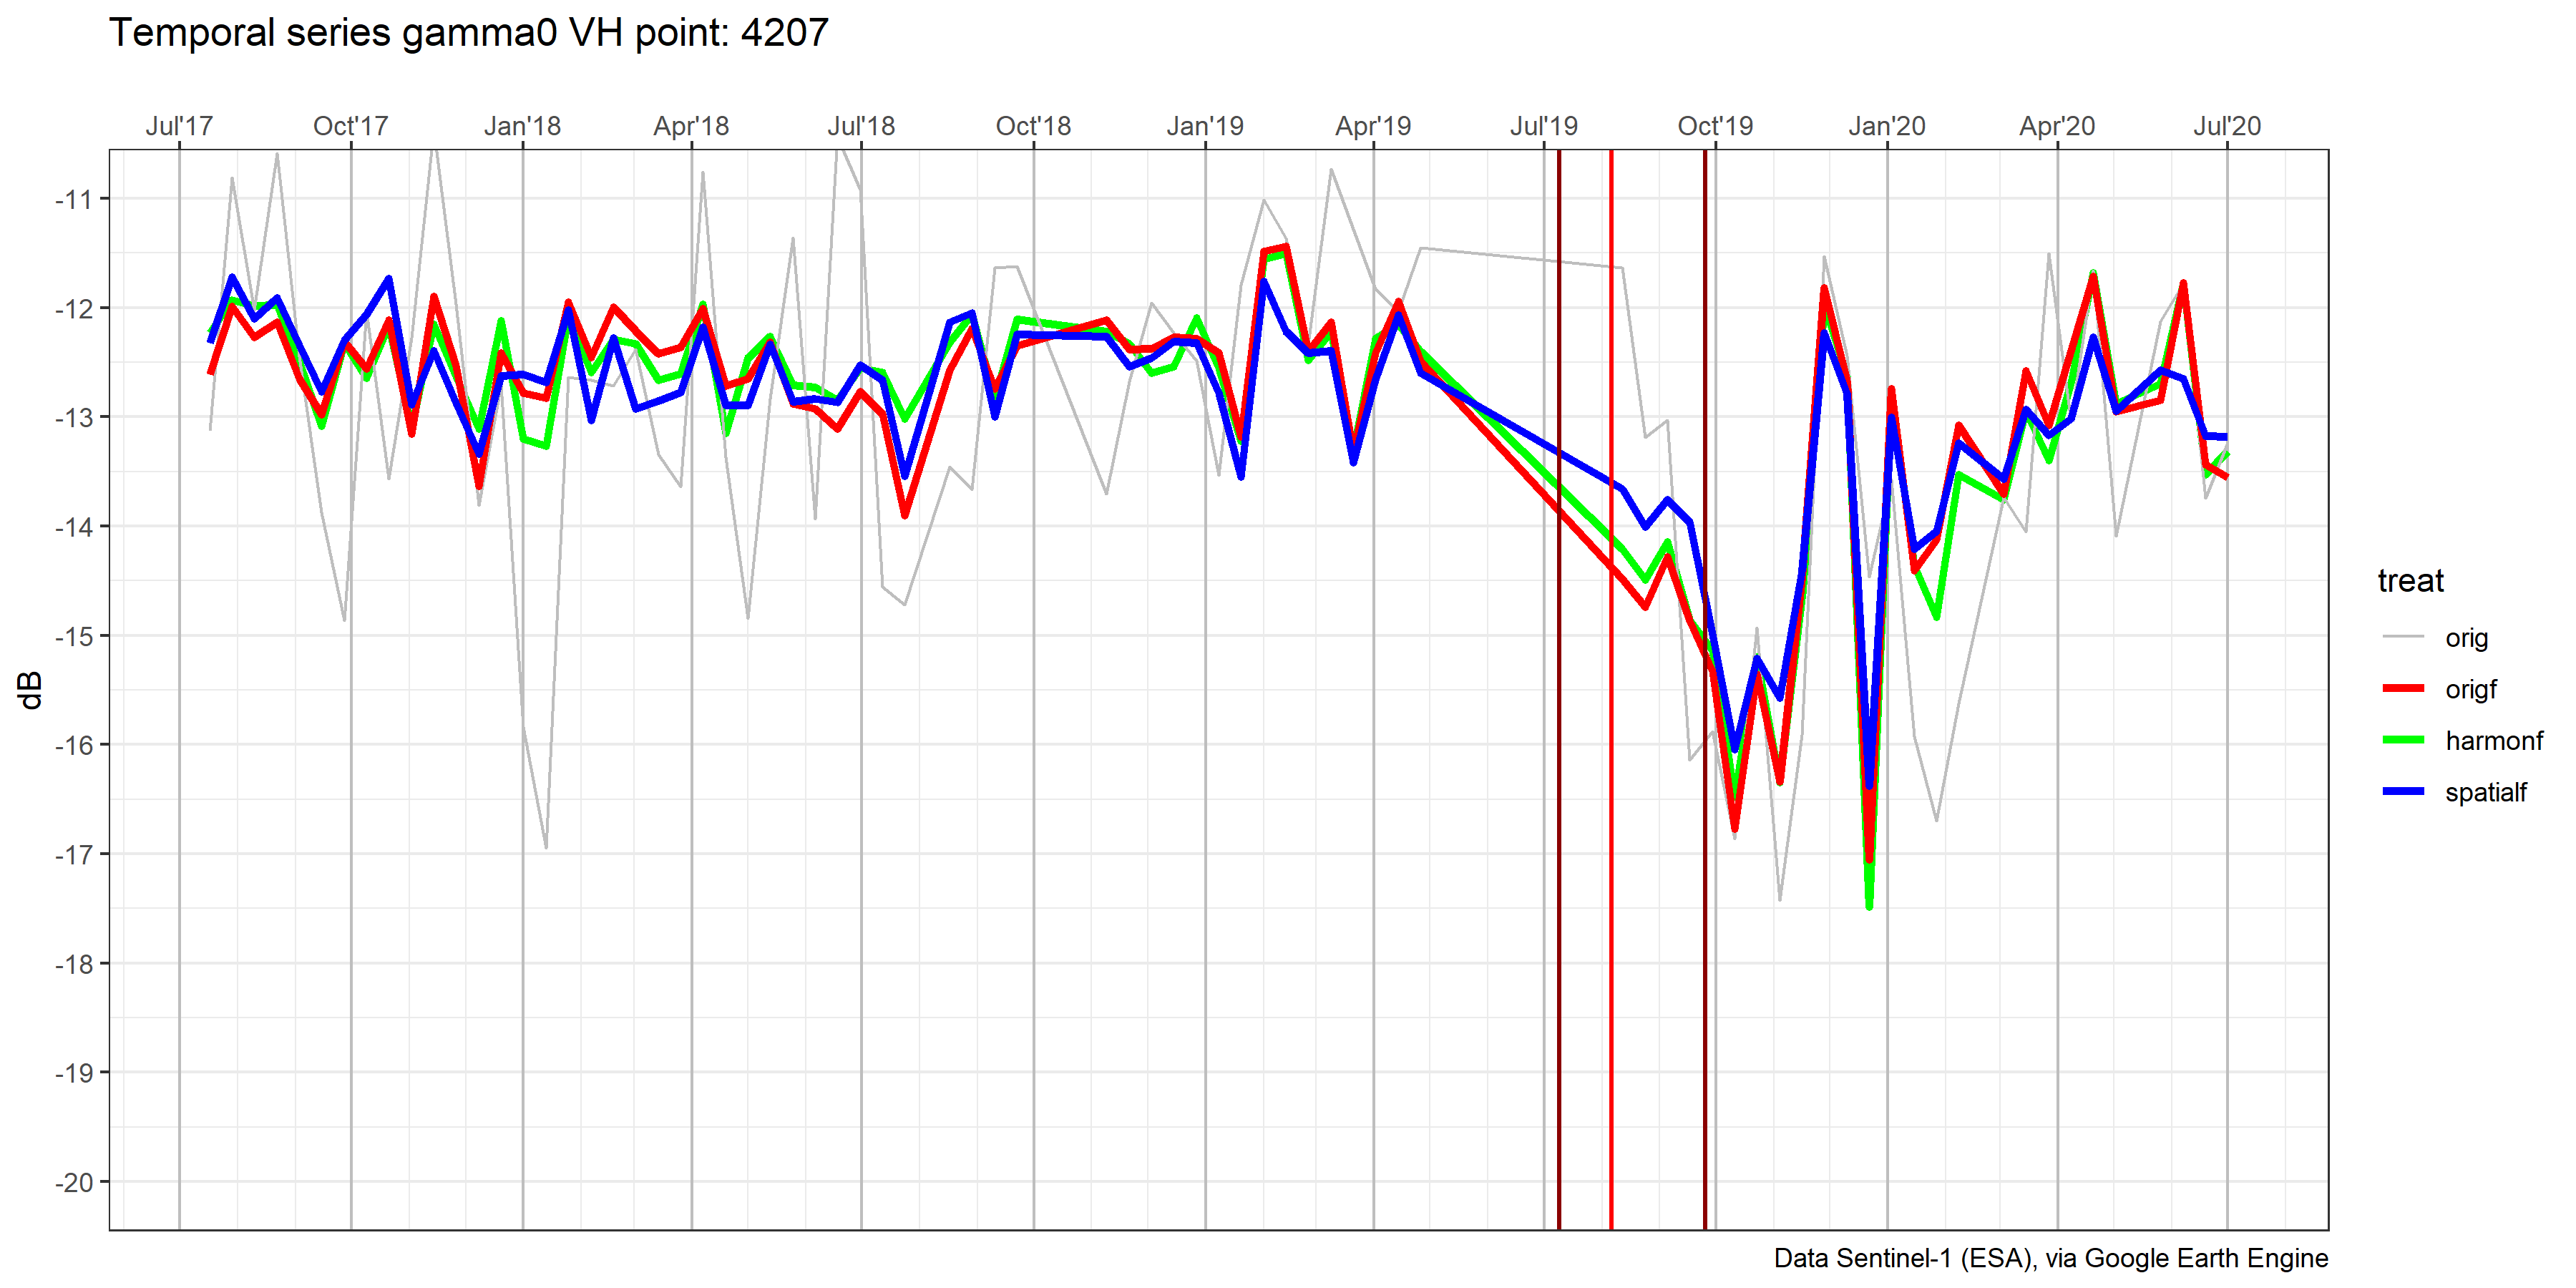 Temporal series gamma0 VH point: 4207
Jul'17 Oct'17 Jan'18 Apr'18 Jul'18 Oct'18 Jan'19 Apr'19 Jul'19 Oct'19 Jan'20 Apr'20 Jul'20
-11
-12
-13
-14
-15
-16
-17
-18
-19
-20
dB
treat
orig
origf
harmonf
spatialf
Data Sentinel-1 (ESA), via Google Earth Engine